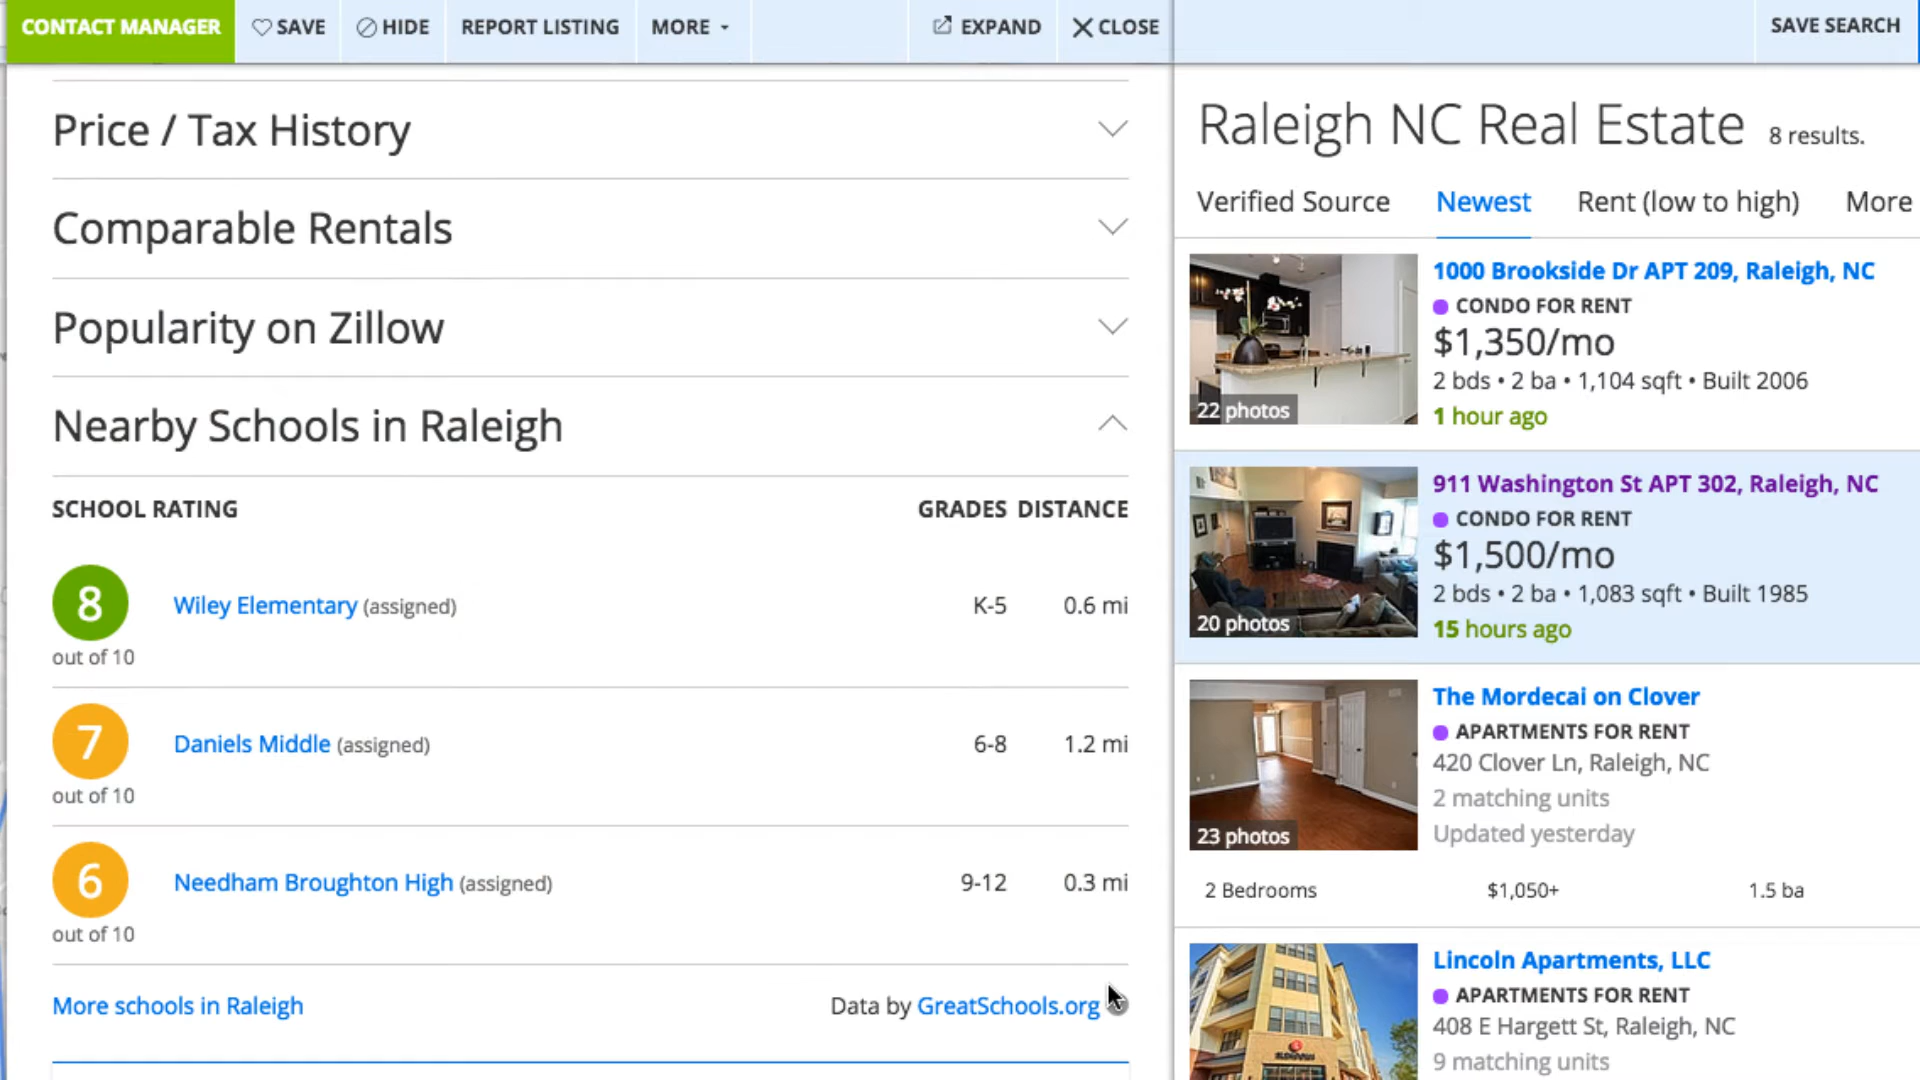 CONTACT MANAGER
SAVE
HIDE
REPORT LISTING
MORE
EXPAND
CLOSE
SAVE SEARCH
Price / Tax History
Comparable Rentals
Popularity on Zillow
Nearby Schools in Raleigh
SCHOOL RATING GRADES DISTANCE
8 Wiley Elementary (assigned) K-5 0.6 mi
out of 10
7 Daniels Middle (assigned) 6-8 1.2 mi
out of 10
6 Needham Broughton High (assigned) 9-12 0.3 mi
out of 10
More schools in Raleigh Data by GreatSchools.org
Raleigh NC Real Estate 8 results.
Verified Source Newest Rent (low to high) More
1000 Brookside Dr APT 209, Raleigh, NC
CONDO FOR RENT
$1,350/mo
2 bds • 2 ba • 1,104 sqft • Built 2006
1 hour ago
22 photos
911 Washington St APT 302, Raleigh, NC
CONDO FOR RENT
$1,500/mo
2 bds • 2 ba • 1,083 sqft • Built 1985
15 hours ago
20 photos
The Mordecai on Clover
APARTMENTS FOR RENT
420 Clover Ln, Raleigh, NC
2 matching units
Updated yesterday
23 photos
2 Bedrooms $1,050+ 1.5 ba
Lincoln Apartments, LLC
APARTMENTS FOR RENT
408 E Hargett St, Raleigh, NC
9 matching units